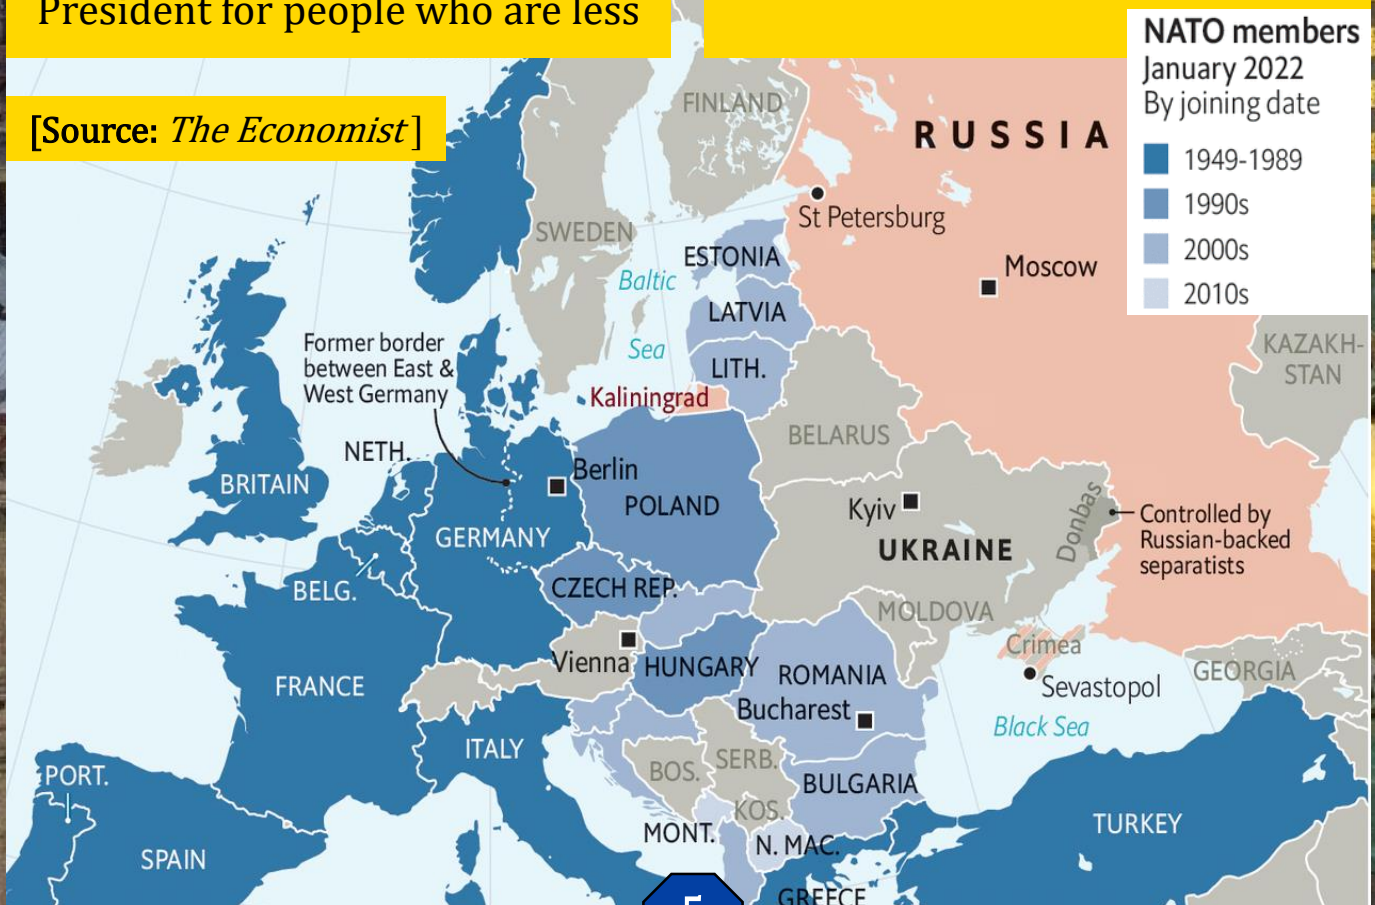 President for people who are less
[Source: The Economist]
NATO members
January 2022
By joining date
1949-1989
1990s
2000s
2010s
RUSSIA
FINLAND
St Petersburg
SWEDEN
ESTONIA
Moscow
Baltic
Sea
LATVIA
LITH.
KAZAKH-
STAN
Former border
between East &
West Germany
Kaliningrad
BELARUS
NETH.
BRITAIN
Berlin
POLAND
Kyiv
UKRAINE
Donbas
Controlled by
Russian-backed
separatists
GERMANY
BELG.
CZECH REP.
MOLDOVA
Crimea
Vienna
HUNGARY
ROMANIA
GEORGIA
FRANCE
Sevastopol
Bucharest
Black Sea
ITALY
PORT.
BOS.
SERB.
BULGARIA
KOS.
MONT.
N. MAC.
TURKEY
SPAIN
GREECE
5